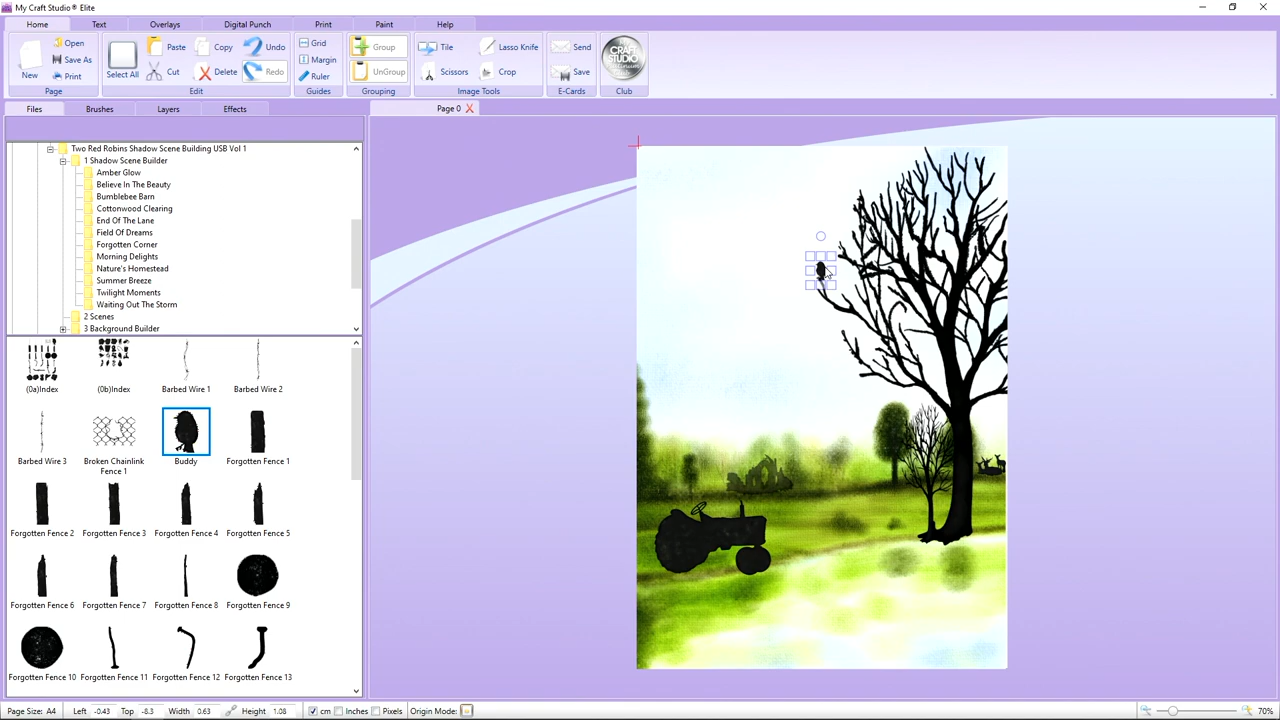 My Craft Studio® Elite
Home Text Overlays Digital Punch Print Paint Help
New Open Save As Print Page
Select All Paste Copy Undo Cut Delete Redo Edit
Grid Margin Ruler Guides
Group UnGroup Grouping
Tile Lasso Knife Scissors Crop Image Tools
Send Save E-Cards
CRAFT STUDIO Club
Files Brushes Layers Effects
Page 0
Two Red Robins Shadow Scene Building USB Vol 1
1 Shadow Scene Builder
Amber Glow
Believe In The Beauty
Bumblebee Barn
Cottonwood Clearing
End Of The Lane
Field Of Dreams
Forgotten Corner
Morning Delights
Nature's Homestead
Summer Breeze
Twilight Moments
Waiting Out The Storm
2 Scenes
3 Background Builder
(0a)Index (0b)Index Barbed Wire 1 Barbed Wire 2
Barbed Wire 3 Broken Chainlink Fence 1 Buddy Forgotten Fence 1
Forgotten Fence 2 Forgotten Fence 3 Forgotten Fence 4 Forgotten Fence 5
Forgotten Fence 6 Forgotten Fence 7 Forgotten Fence 8 Forgotten Fence 9
Forgotten Fence 10 Forgotten Fence 11 Forgotten Fence 12 Forgotten Fence 13
Page Size: A4 Left -0.43 Top -8.3 Width 0.63 Height 1.08 cm Inches Pixels Origin Mode: 70%